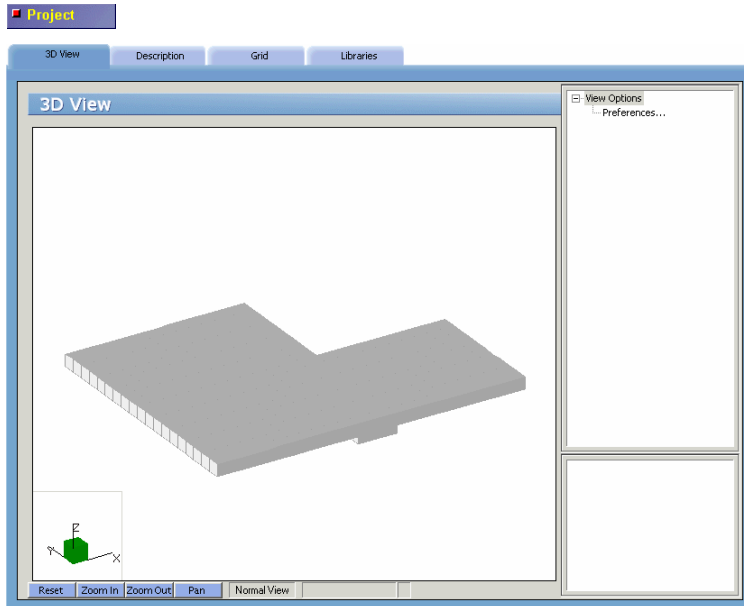 Project
3D View Description Grid Libraries
3D View
View Options
Preferences...
Z
Y
X
Reset Zoom In Zoom Out Pan Normal View